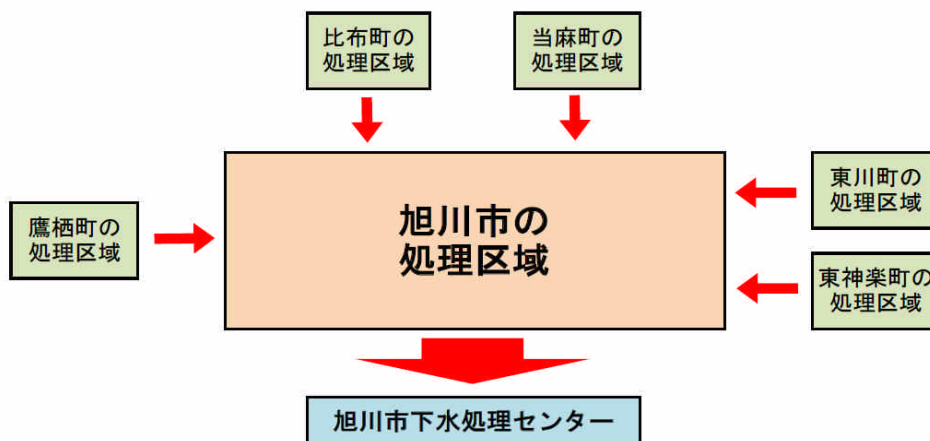 比布町の
処理区域
当麻町の
処理区域
鷹栖町の
処理区域
旭川市の
処理区域
東川町の
処理区域
東神楽町の
処理区域
旭川市下水処理センター